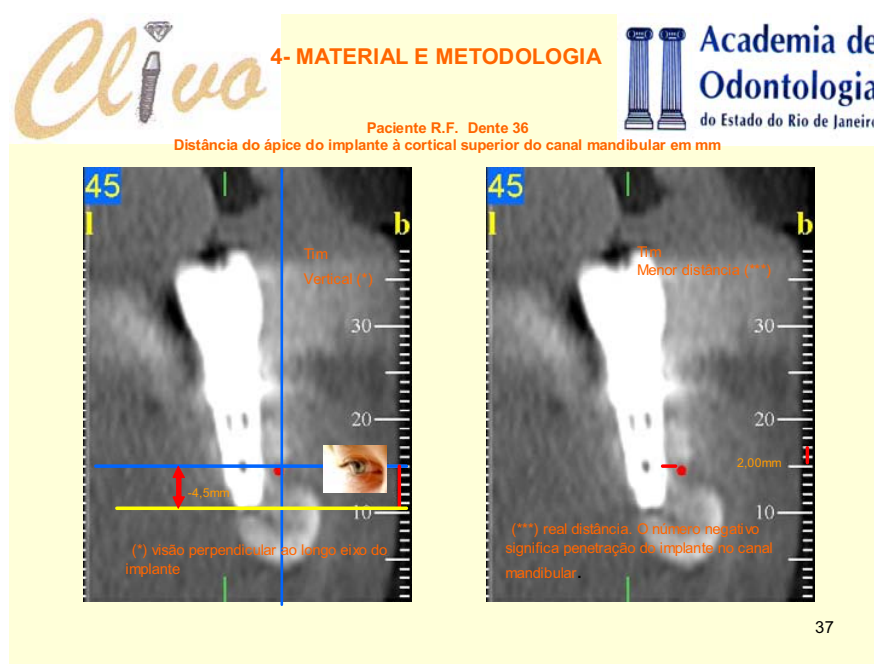 Clivo
4- MATERIAL E METODOLOGIA
Academia de
Odontologia
do Estado do Rio de Janeiro
Paciente R.F. Dente 36
Distância do ápice do implante à cortical superior do canal mandibular em mm
45
l
b
Tim
Vertical (*)
30
20
-4,5mm
10
(*) visão perpendicular ao longo eixo do
implante
45
l
b
Tim
Menor distância (***)
30
20
2,00mm
10
(***) real distância. O número negativo
significa penetração do implante no canal
mandibular.
37